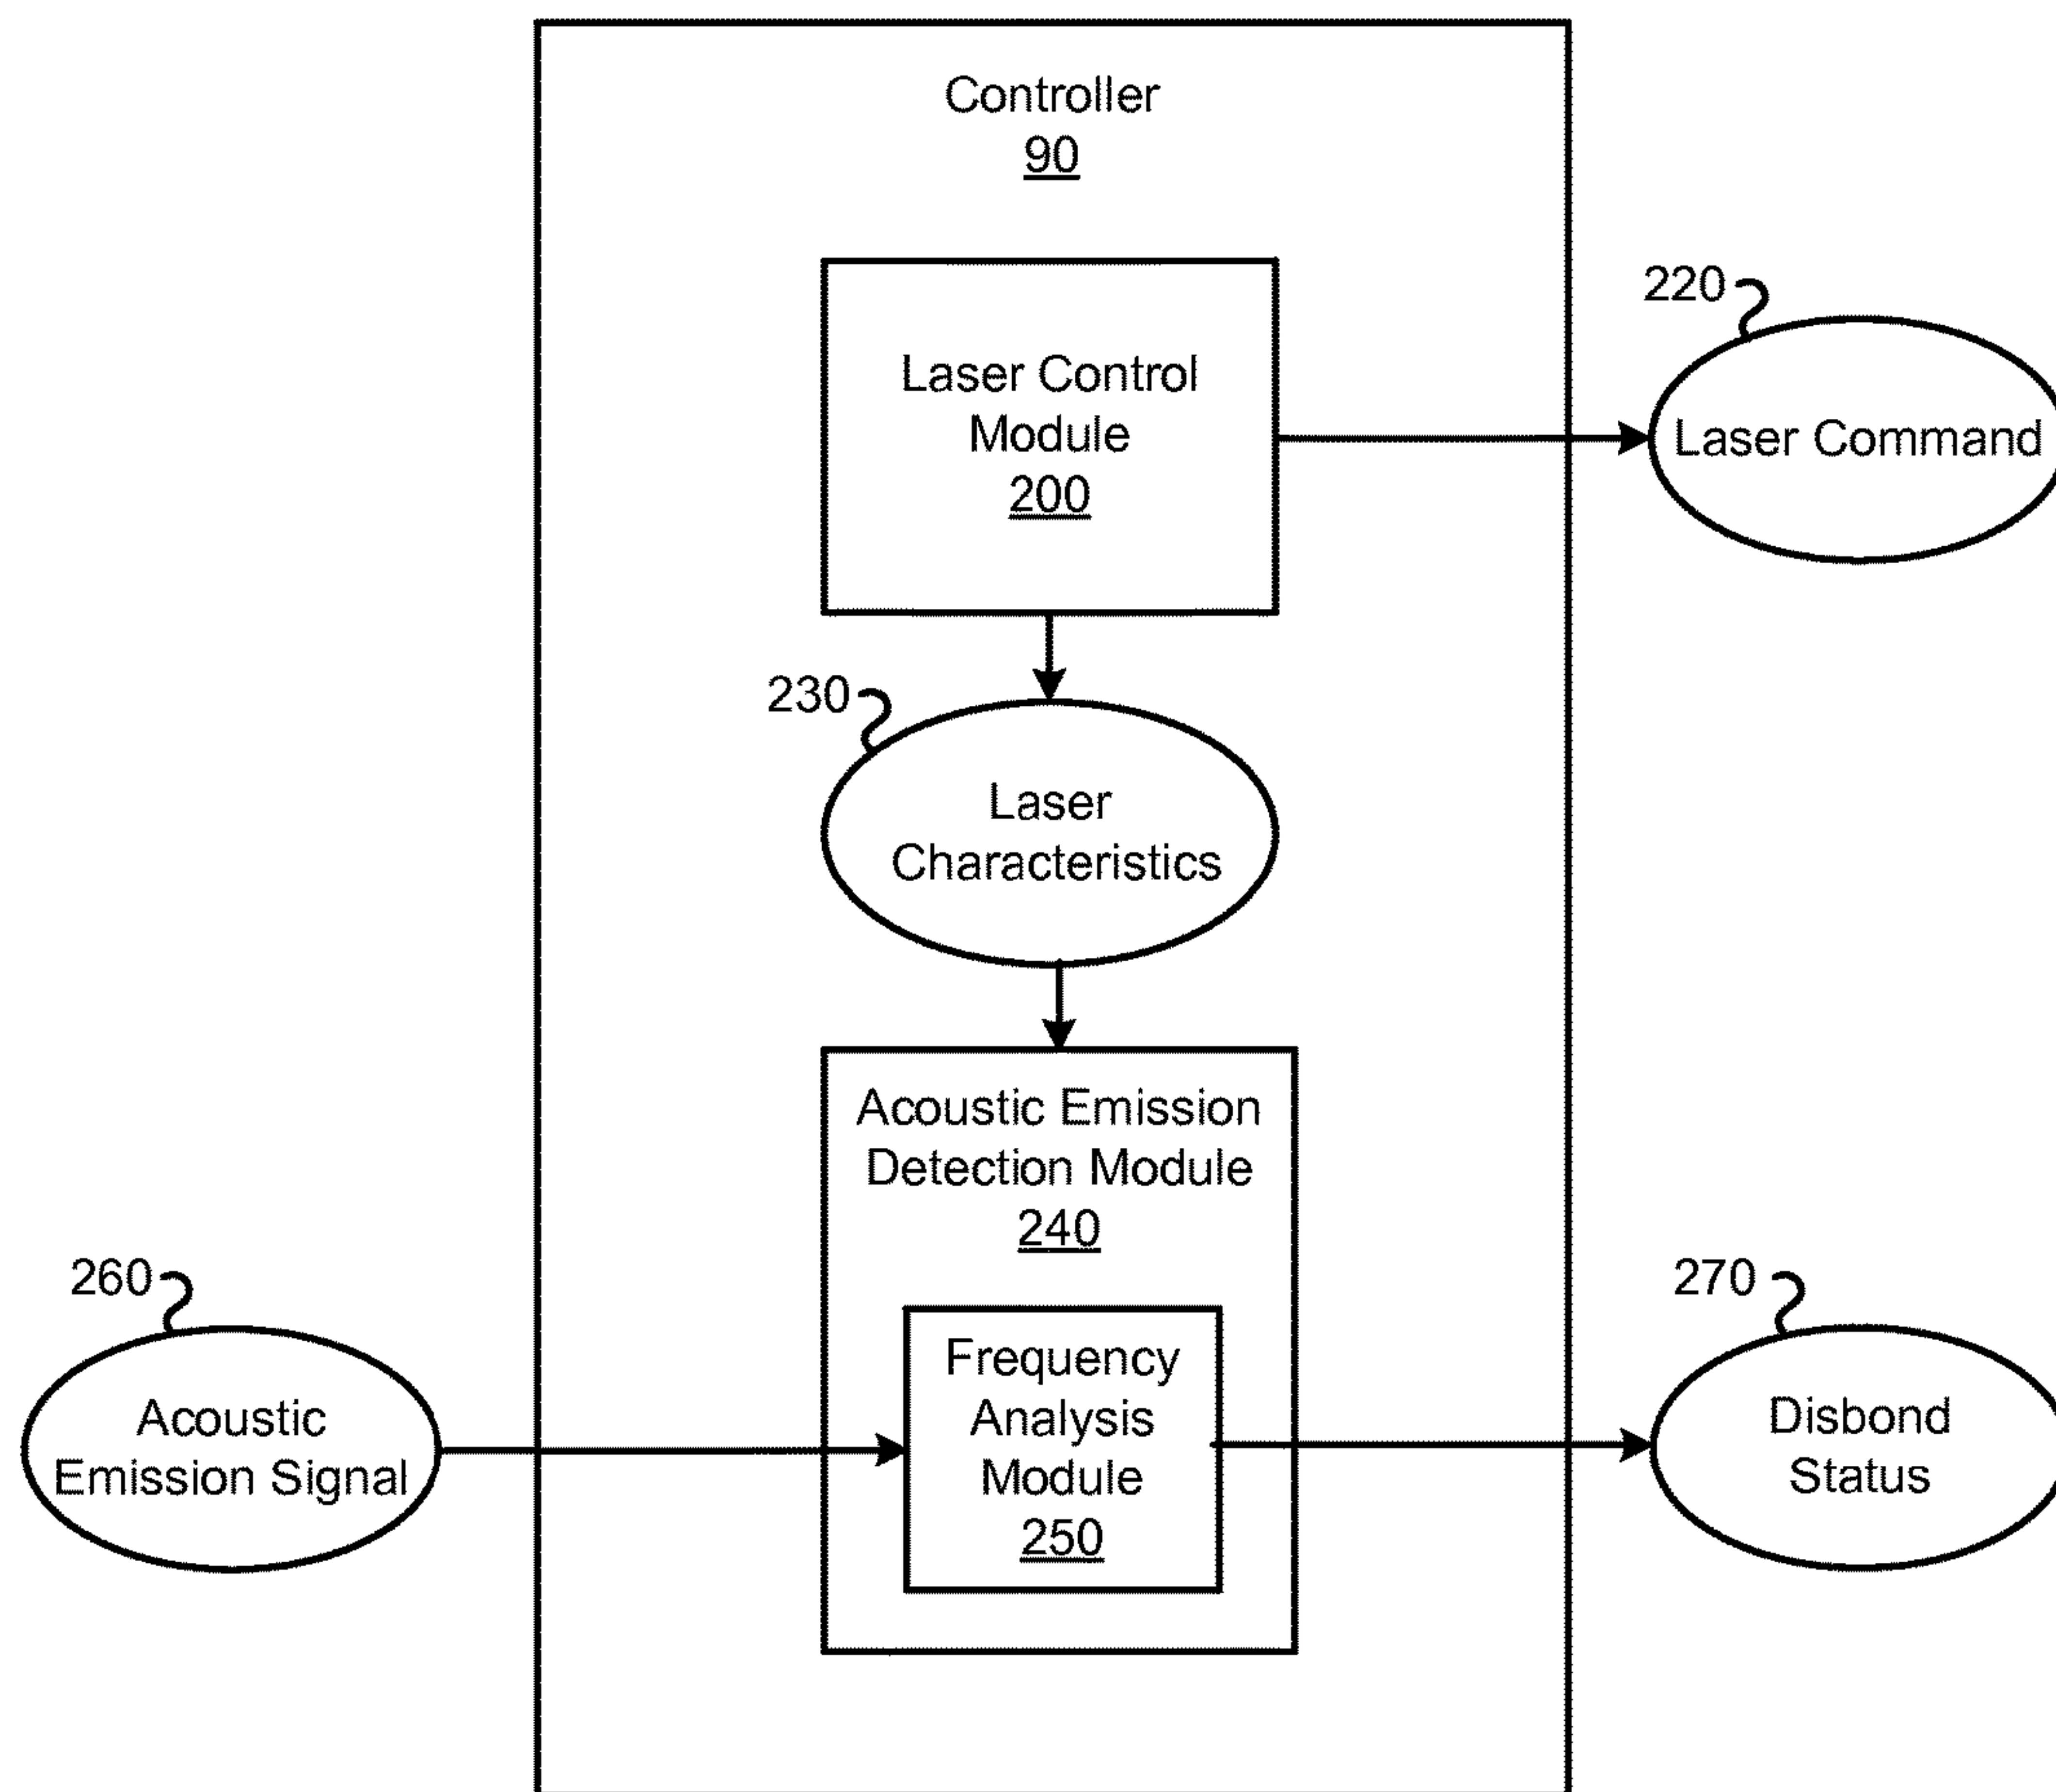 Controller
90
Laser Control
Module
200
220
Laser Command
230
Laser
Characteristics
Acoustic Emission
Detection Module
240
260
Acoustic
Emission Signal
Frequency
Analysis
Module
250
270
Disbond
Status